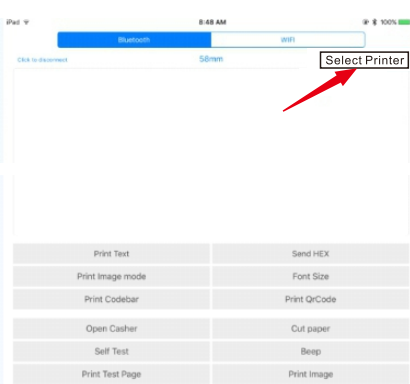 iPad 8:48 AM 100%
Bluetooth WIFI
Click to disconnect 58mm Select Printer
Print Text Send HEX
Print Image mode Font Size
Print Codebar Print QrCode
Open Casher Cut paper
Self Test Beep
Print Test Page Print Image